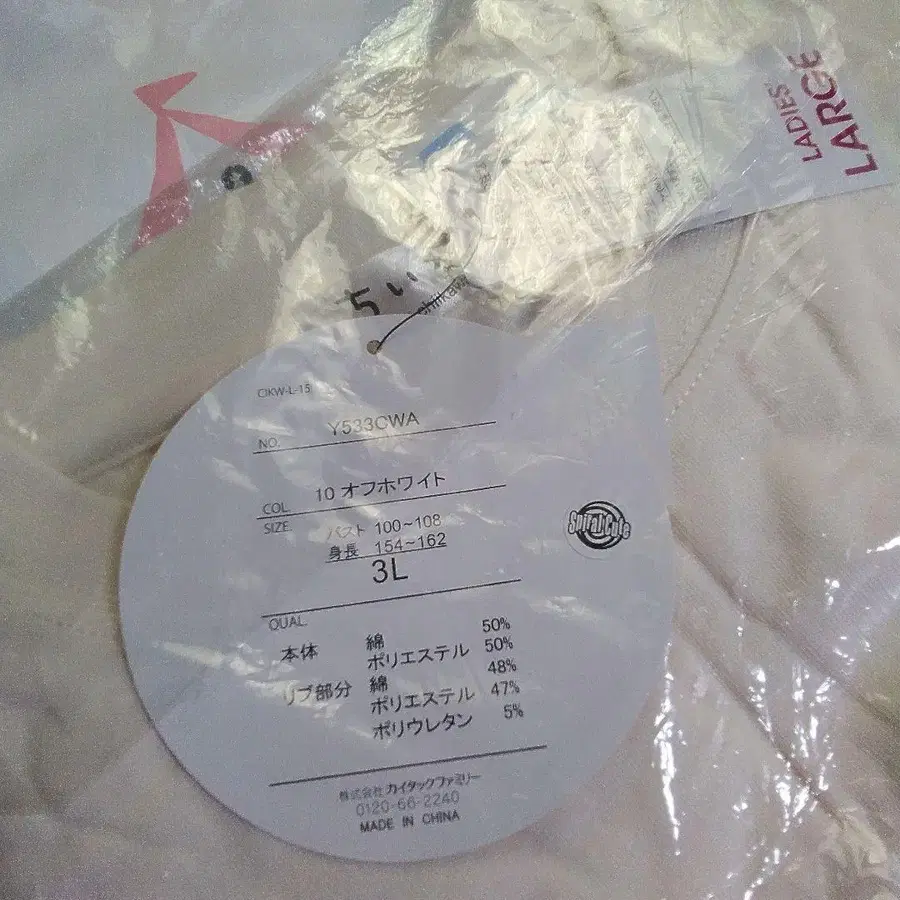 LADIES'
LARGE
ちい
chiikawa
CIKW-L-15
NO. Y533CWA
COL. 10 オフホワイト
SIZE バスト 100~108
身長 154~162
3L
QUAL
本体 綿 50%
ポリエステル 50%
リブ部分 綿 48%
ポリエステル 47%
ポリウレタン 5%
株式会社 カイタックファミリー
0120-66-2240
MADE IN CHINA
Spiral Cute